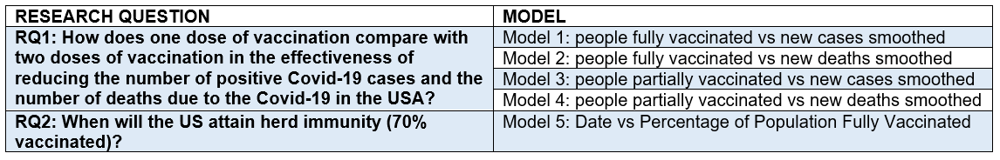 RESEARCH QUESTION
MODEL
RQ1: How does one dose of vaccination compare with
two doses of vaccination in the effectiveness of
reducing the number of positive Covid-19 cases and the
number of deaths due to the Covid-19 in the USA?
Model 1: people fully vaccinated vs new cases smoothed
Model 2: people fully vaccinated vs new deaths smoothed
Model 3: people partially vaccinated vs new cases smoothed
Model 4: people partially vaccinated vs new deaths smoothed
RQ2: When will the US attain herd immunity (70%
vaccinated)?
Model 5: Date vs Percentage of Population Fully Vaccinated